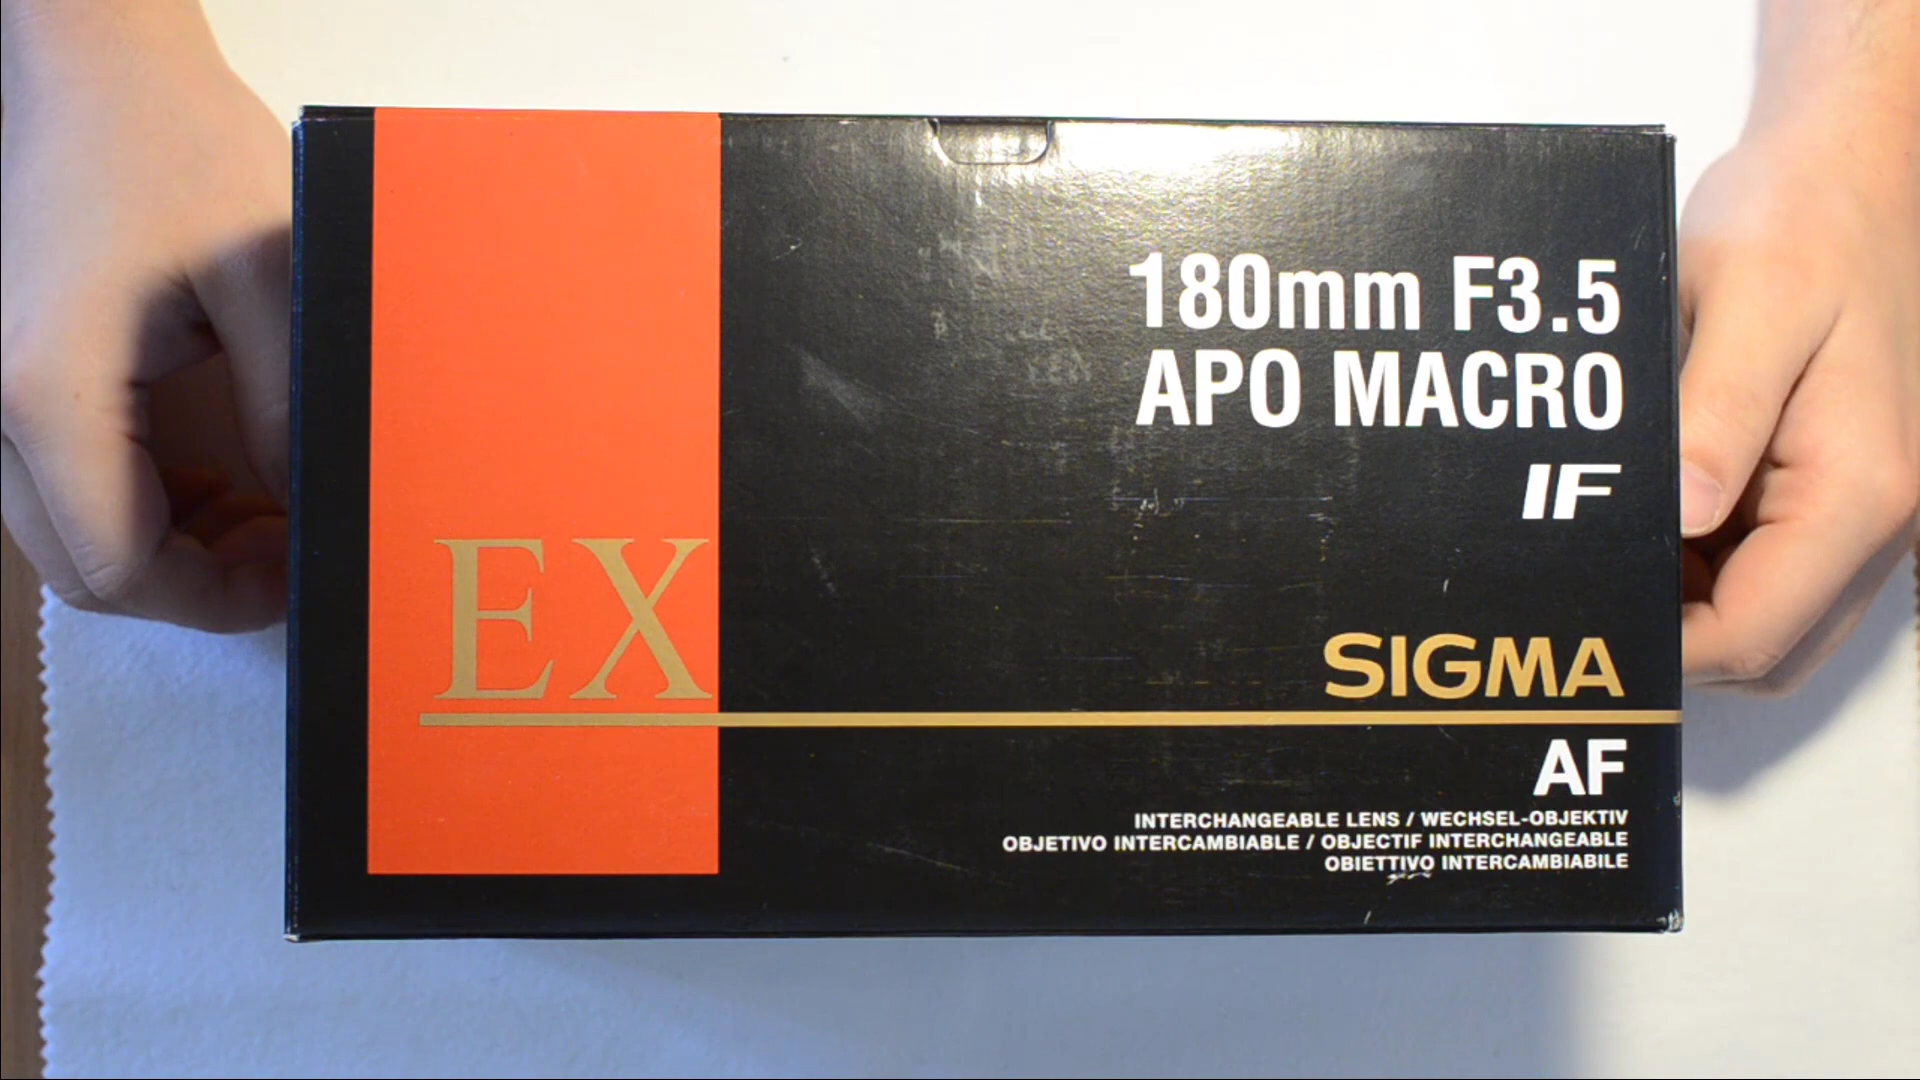 180mm F3.5
APO MACRO
IF
EX
SIGMA
AF
INTERCHANGEABLE LENS / WECHSEL-OBJEKTIV
OBJETIVO INTERCAMBIABLE / OBJECTIF INTERCHANGEABLE
OBIETTIVO INTERCAMBIABILE